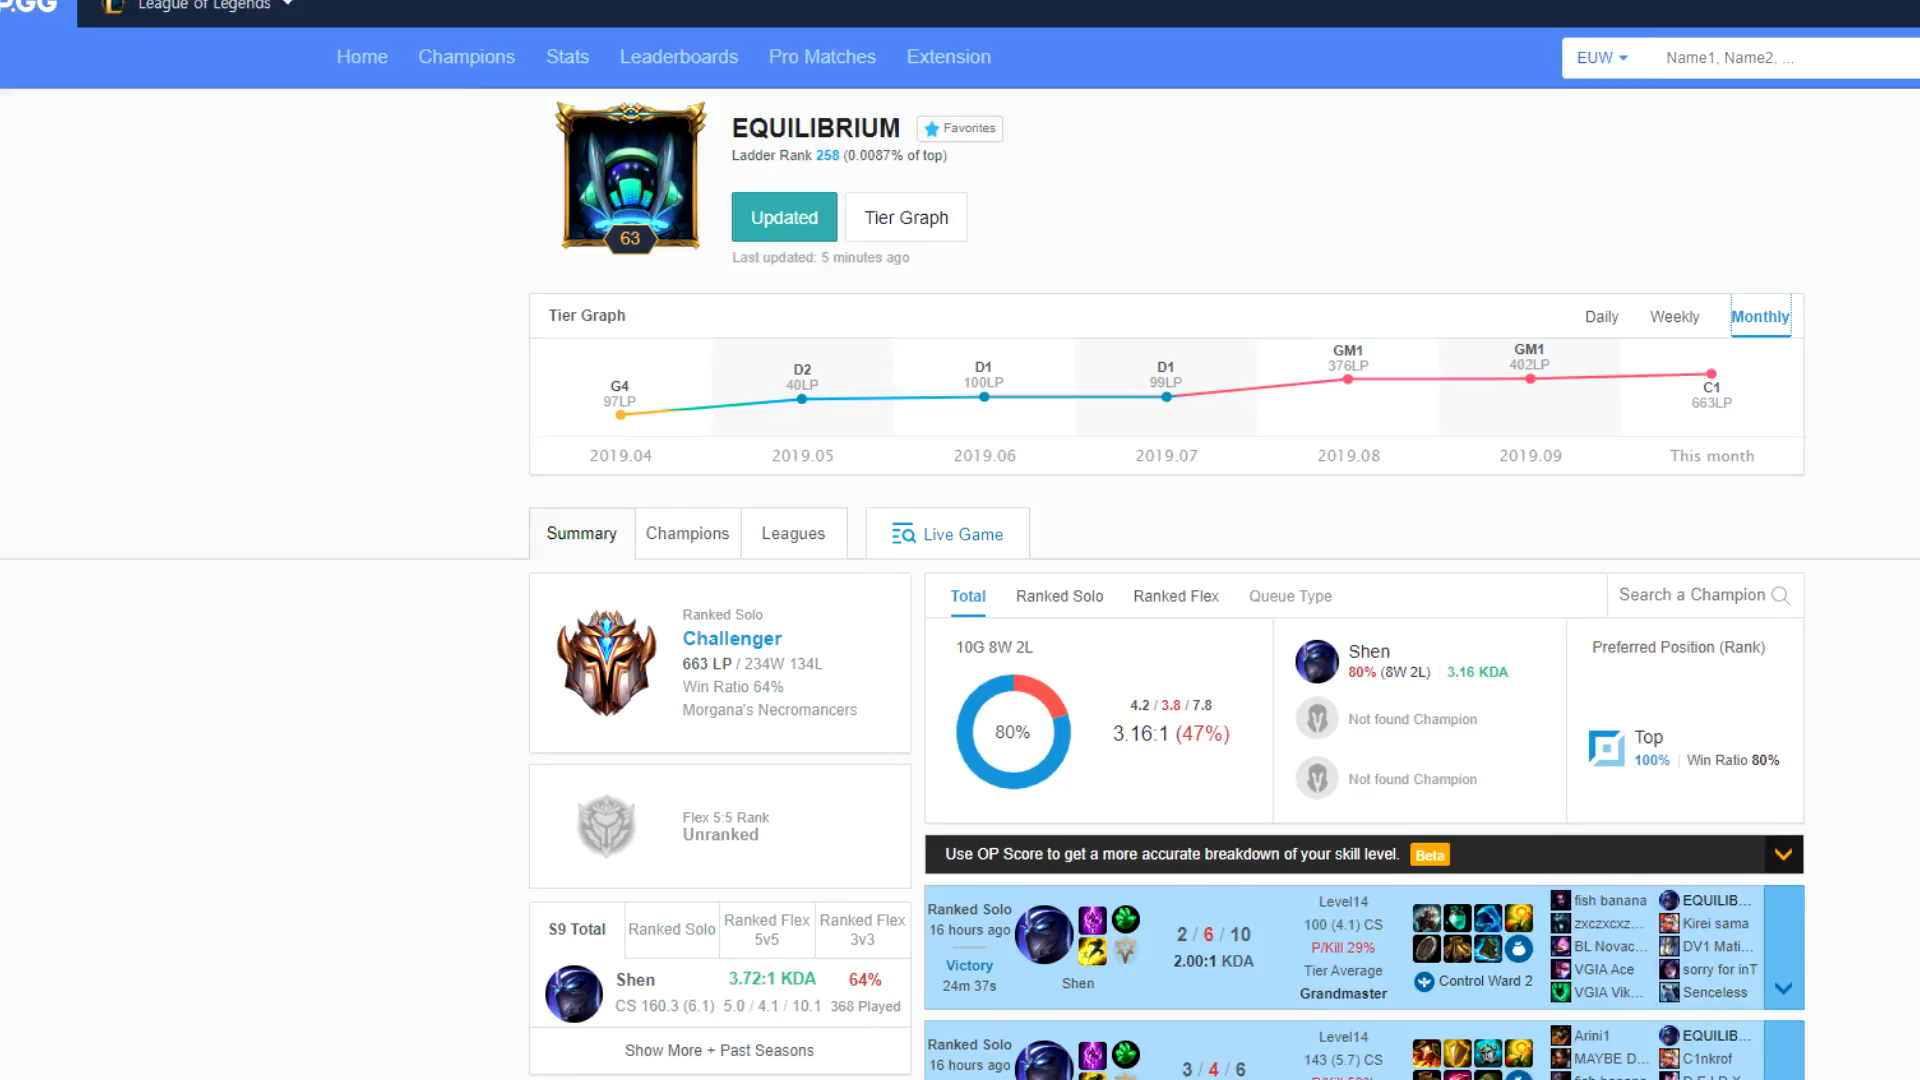 P.GG
League of Legends
Home Champions Stats Leaderboards Pro Matches Extension
EUW
Name1, Name2, ...
63
EQUILIBRIUM
Favorites
Ladder Rank 258 (0.0087% of top)
Updated
Tier Graph
Last updated: 5 minutes ago
Tier Graph
Daily Weekly Monthly
G4
97LP
D2
40LP
D1
100LP
D1
99LP
GM1
376LP
GM1
402LP
C1
663LP
2019.04 2019.05 2019.06 2019.07 2019.08 2019.09 This month
Summary Champions Leagues Live Game
Ranked Solo
Challenger
663 LP / 234W 134L
Win Ratio 64%
Morgana's Necromancers
Flex 5:5 Rank
Unranked
S9 Total
Ranked Solo
Ranked Flex
5v5
Ranked Flex
3v3
Shen
CS 160.3 (6.1)
3.72:1 KDA
5.0 / 4.1 / 10.1
64%
368 Played
Show More + Past Seasons
Total Ranked Solo Ranked Flex Queue Type
Search a Champion
10G 8W 2L
80%
4.2 / 3.8 / 7.8
3.16:1 (47%)
Shen
80% (8W 2L) 3.16 KDA
Not found Champion
Not found Champion
Preferred Position (Rank)
Top
100% Win Ratio 80%
Use OP Score to get a more accurate breakdown of your skill level. Beta
Ranked Solo
16 hours ago
Victory
24m 37s
Shen
2 / 6 / 10
2.00:1 KDA
Level14
100 (4.1) CS
P/Kill 29%
Tier Average
Grandmaster
Control Ward 2
fish banana
zxczxcxz...
BL Novac...
VGIA Ace
VGIA Vik...
EQUILIB...
Kirei sama
DV1 Mati...
sorry for inT
Senceless
Ranked Solo
16 hours ago
3 / 4 / 6
Level14
143 (5.7) CS
Arini1
MAYBE D...
fish banana
EQUILIB...
C1nkrof